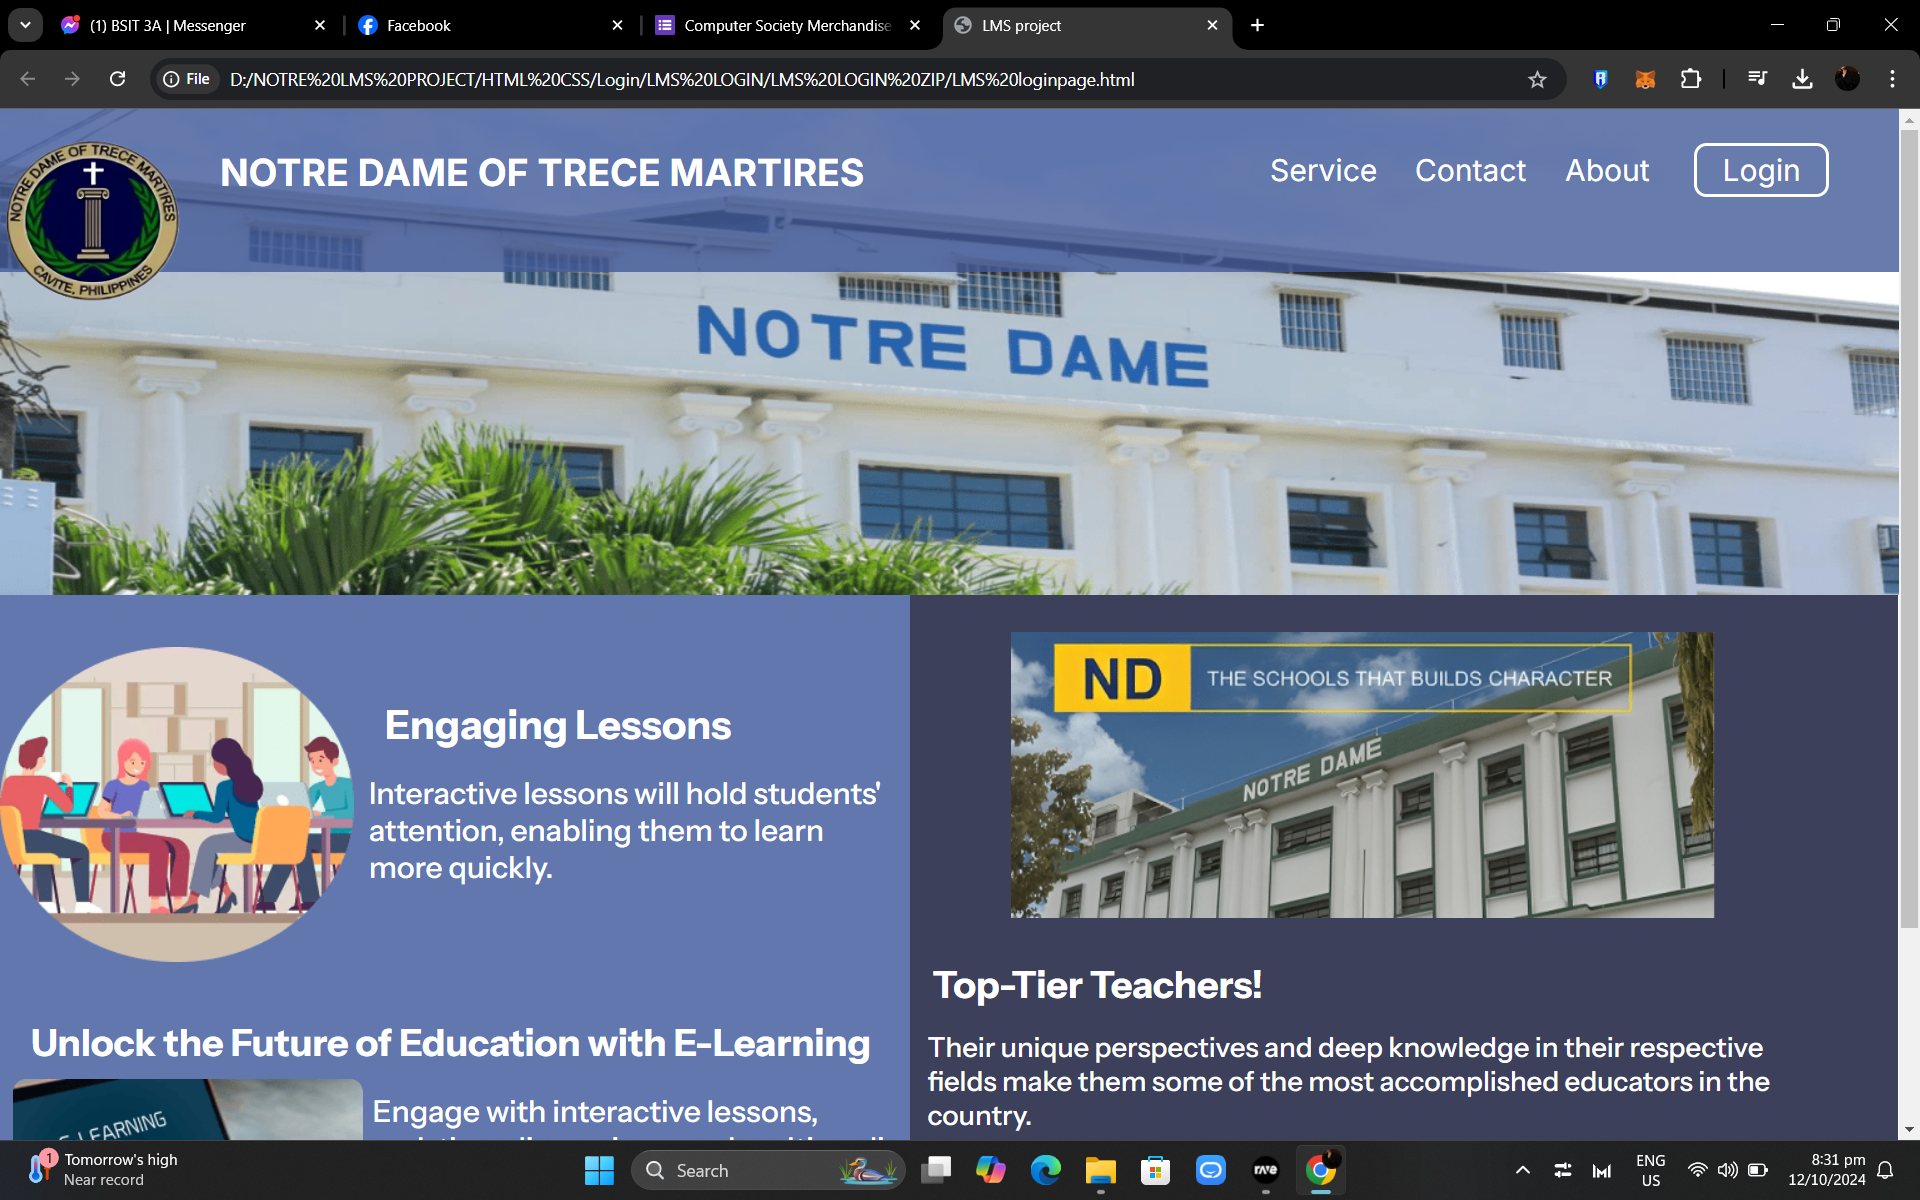 (1) BSIT 3A | Messenger
Facebook
Computer Society Merchandise
LMS project
File
D:/NOTRE%20LMS%20PROJECT/HTML%20CSS/Login/LMS%20LOGIN/LMS%20LOGIN%20ZIP/LMS%20loginpage.html
NOTRE DAME OF TRECE MARTIRES
CAVITE, PHILIPPINES
NOTRE DAME OF TRECE MARTIRES
Service
Contact
About
Login
NOTRE DAME
Engaging Lessons
Interactive lessons will hold students'
attention, enabling them to learn
more quickly.
Unlock the Future of Education with E-Learning
E-LEARNING
Engage with interactive lessons,
ND
THE SCHOOLS THAT BUILDS CHARACTER
NOTRE DAME
Top-Tier Teachers!
Their unique perspectives and deep knowledge in their respective
fields make them some of the most accomplished educators in the
country.
1
Tomorrow's high
Near record
Search
rave
ENG
US
8:31 pm
12/10/2024